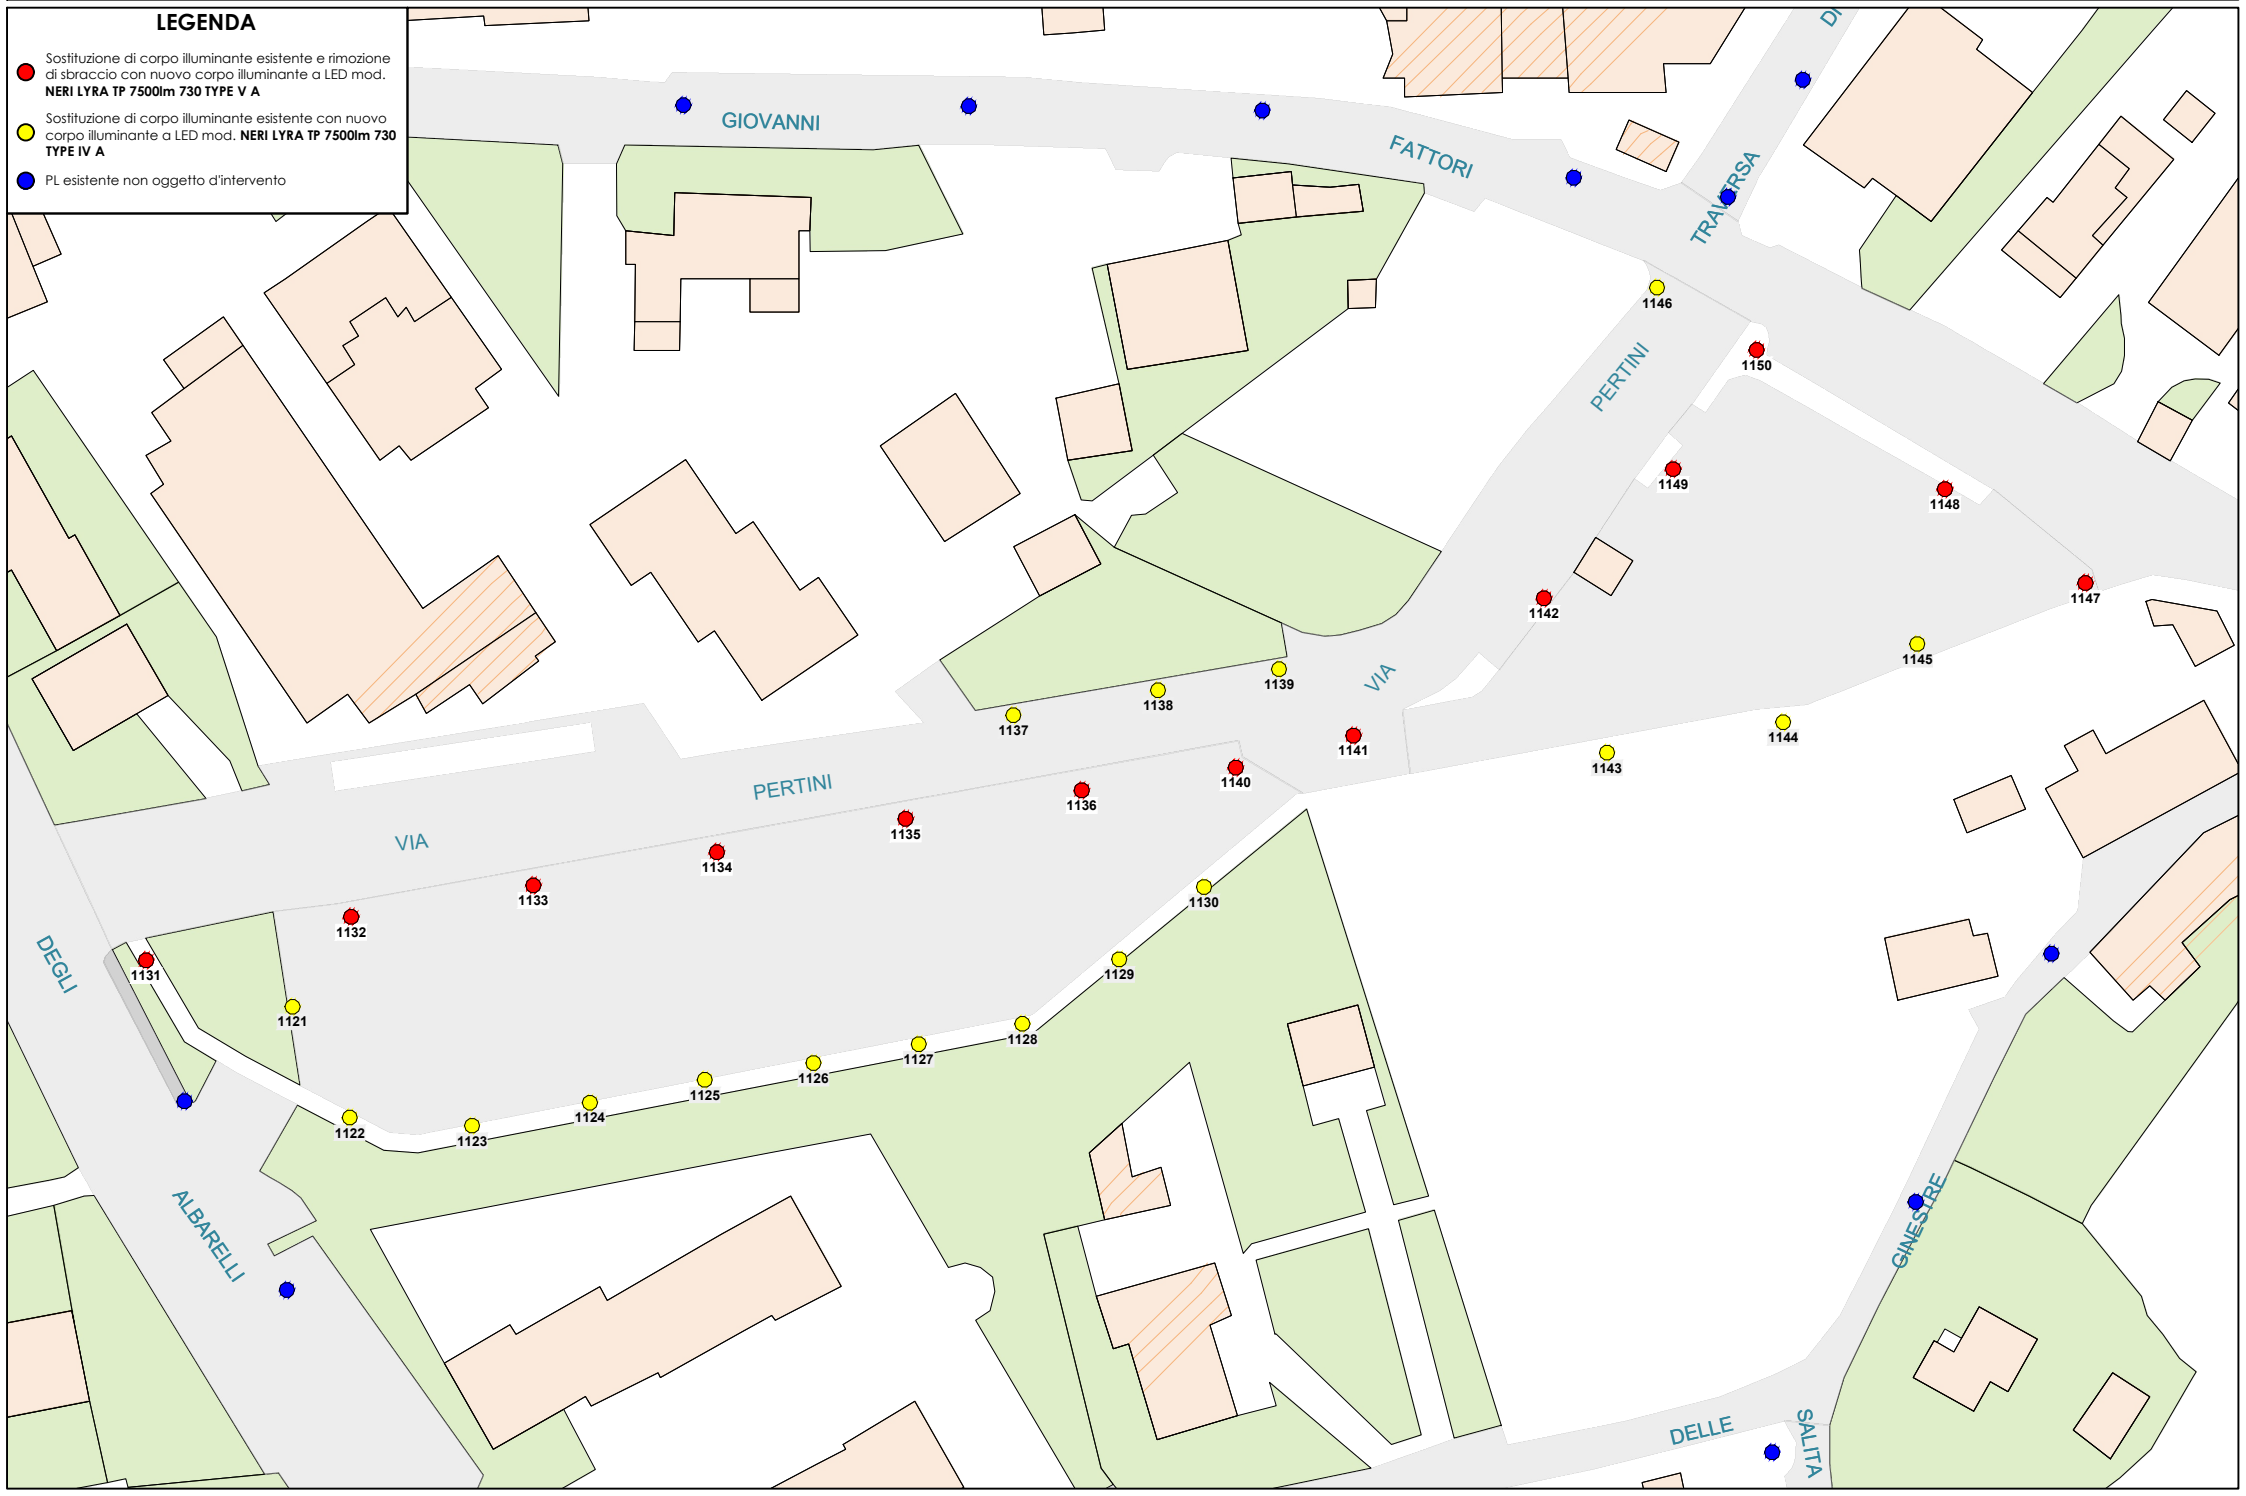 LEGENDA
Sostituzione di corpo illuminante esistente e rimozione
di sbraccio con nuovo corpo illuminante a LED mod.
NERI LYRA TP 7500lm 730 TYPE V A
Sostituzione di corpo illuminante esistente con nuovo
corpo illuminante a LED mod. NERI LYRA TP 7500lm 730
TYPE IV A
PL esistente non oggetto d'intervento
DI
GIOVANNI
FATTORI
TRAVERSA
1146
1150
PERTINI
1149
1148
1147
1142
1145
1139
VIA
1138
1137
1144
1141
1143
1140
PERTINI
1136
1135
VIA
1134
1133
1130
1132
DEGLI
1131
1129
1121
1128
1127
1126
1125
1124
1122
1123
ALBARELLI
GINESTRE
DELLE
SALITA